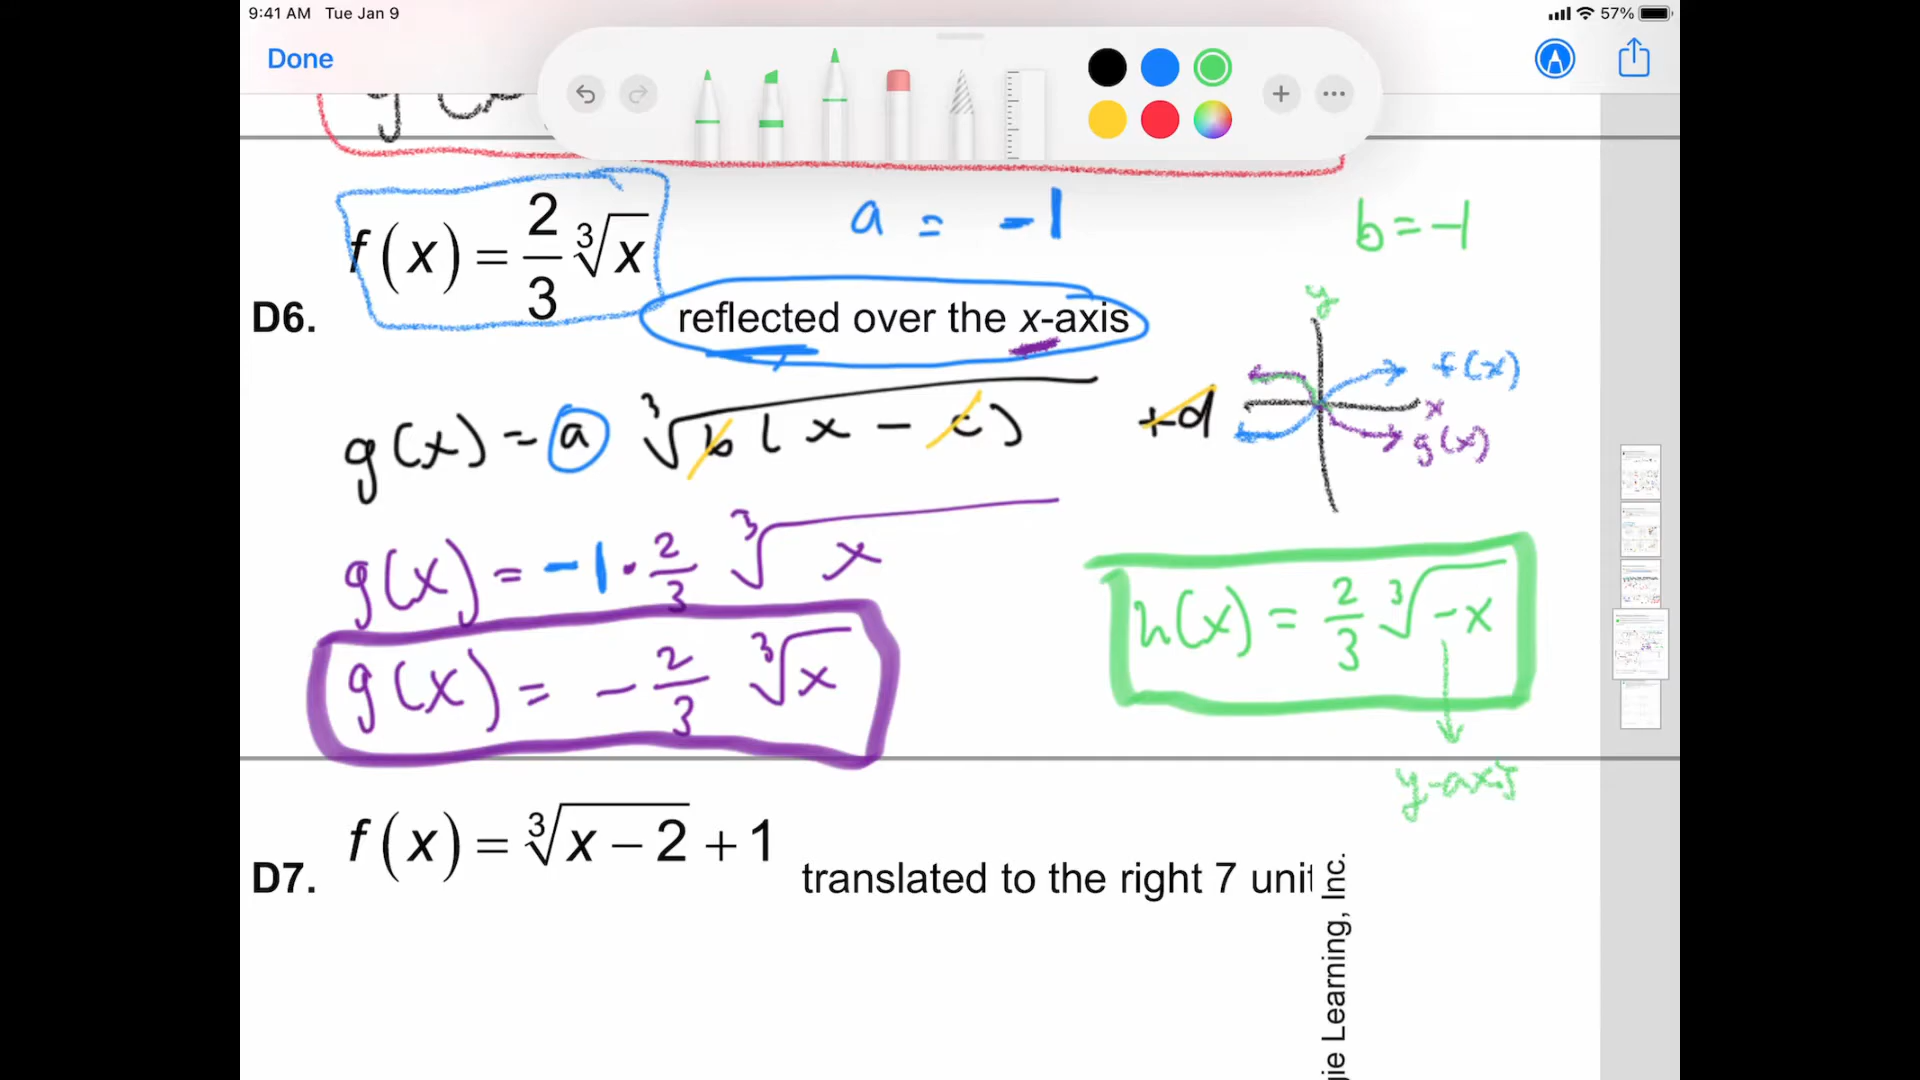 9:41 AM Tue Jan 9
57%
Done
f(x) = 2/3 ∛x
a = -1
b = -1
D6.
reflected over the x-axis
y
f(x)
x
g(x)
g(x) = a ∛b(x - c) + d
g(x) = -1 · 2/3 ∛x
h(x) = 2/3 ∛-x
g(x) = - 2/3 ∛x
y-axis
f(x) = ∛x - 2 + 1
D7.
translated to the right 7 unit
gie Learning, Inc.